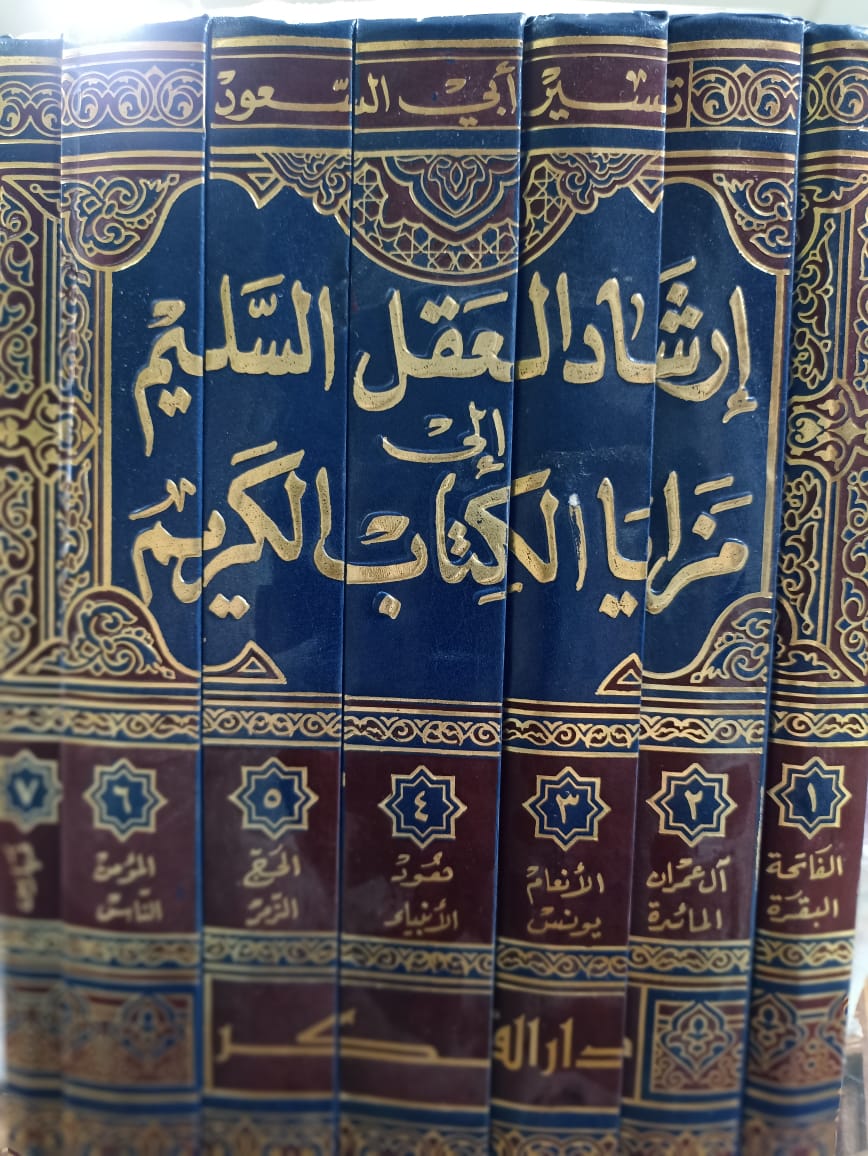 تفسير أبي السعود
إرشاد العقل السليم
إلى
مزايا الكتاب الكريم
١
الفاتحة
البقرة
٢
آل عمران
المائدة
٣
الأنعام
يونس
٤
هود
الأنبياء
٥
الحج
الزمر
٦
المؤمن
الناس
٧
دار الفكر